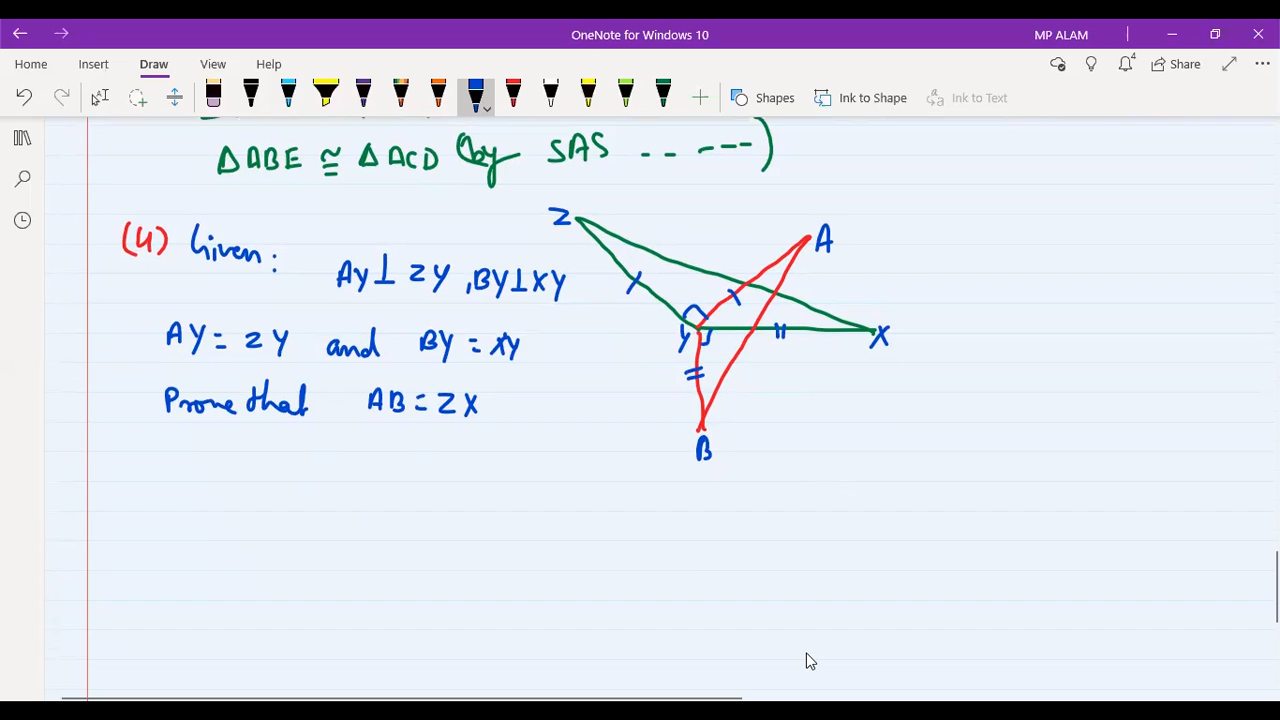 OneNote for Windows 10
MP ALAM
Home Insert Draw View Help
Share
Shapes
Ink to Shape
Ink to Text
ΔABE ≅ ΔACD (by SAS .. ---)
(4) Given:
AY ⊥ ZY, BY ⊥ XY
AY = ZY and BY = XY
Prove that AB = ZX
Z
A
Y
X
B